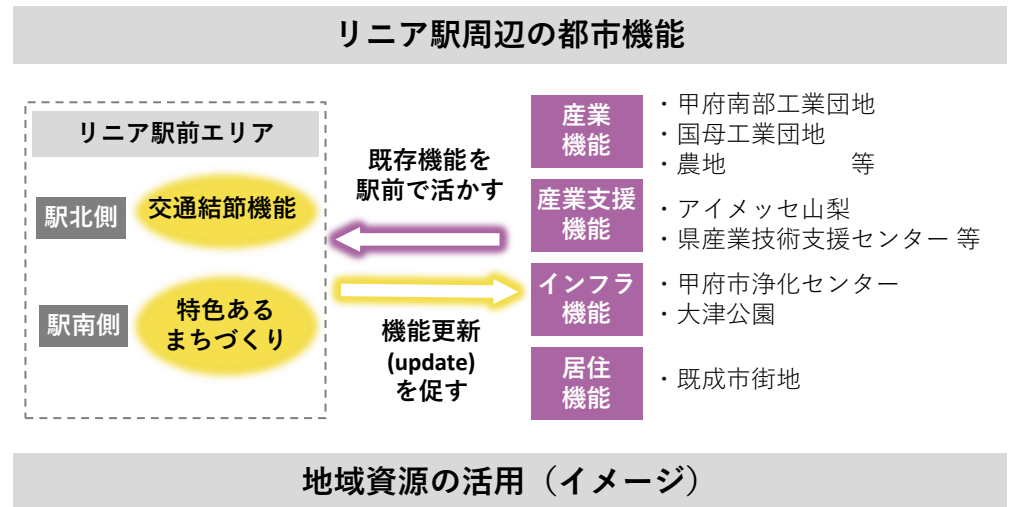 リニア駅周辺の都市機能
リニア駅前エリア
駅北側
交通結節機能
駅南側
特色ある
まちづくり
既存機能を
駅前で活かす
機能更新
(update)
を促す
産業
機能
・甲府南部工業団地
・国母工業団地
・農地 等
産業支援
機能
・アイメッセ山梨
・県産業技術支援センター 等
インフラ
機能
・甲府市浄化センター
・大津公園
居住
機能
・既成市街地
地域資源の活用（イメージ）